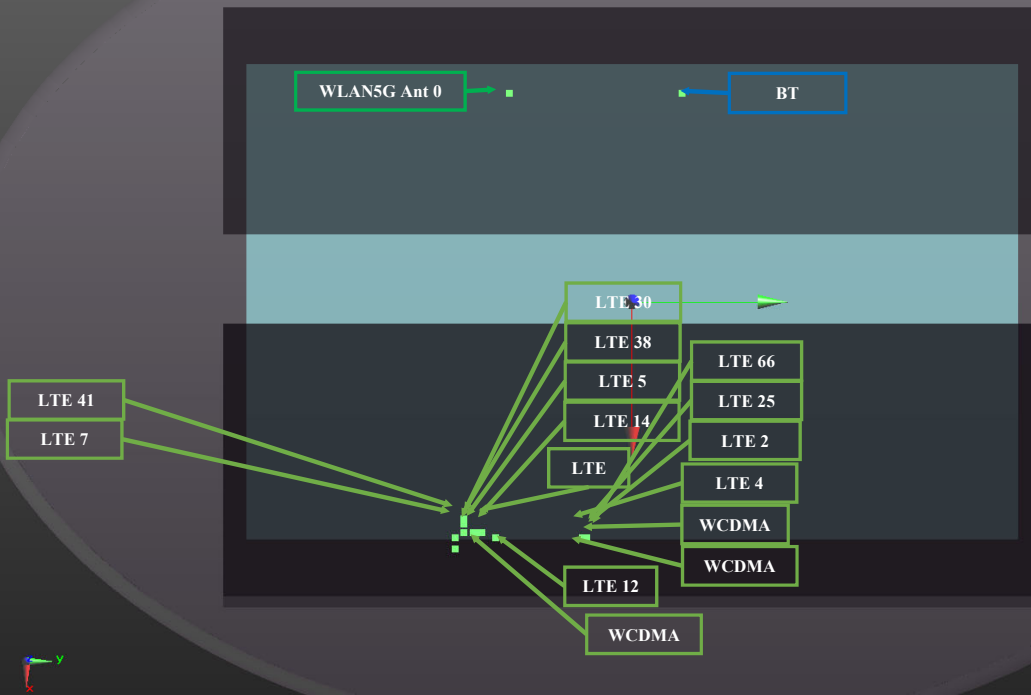 WLAN5G Ant 0
BT
LTE 30
LTE 38
LTE 66
LTE 5
LTE 41
LTE 25
LTE 14
LTE 7
LTE 2
LTE
LTE 4
WCDMA
WCDMA
LTE 12
WCDMA
y
x